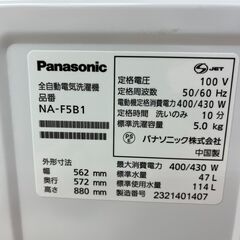 Panasonic
全自動電気洗濯機
品番
NA-F5B1
外形寸法
幅 562 mm
奥行 572 mm
高さ 880 mm
JET
定格電圧 100 V
定格周波数 50/60 Hz
電動機定格消費電力 400/430 W
定格時間 洗いのみ 10 分
標準洗濯容量 5.0 kg
PSE
パナソニック株式会社
中国製
最大消費電力 400/430 W
標準水量 47 L
標準使用水量 114 L
製造番号 2321401407